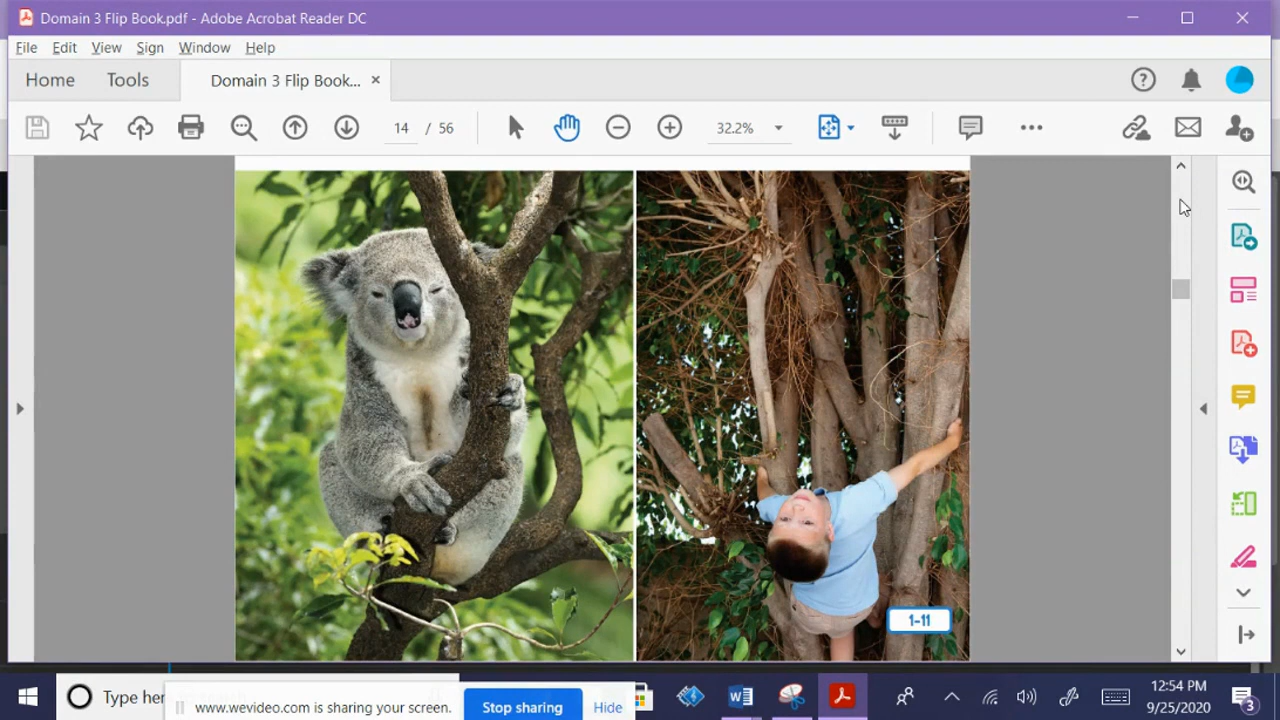 Domain 3 Flip Book.pdf - Adobe Acrobat Reader DC
File Edit View Sign Window Help
Home Tools Domain 3 Flip Book... ×
14 / 56 32.2%
1-11
Type her
www.wevideo.com is sharing your screen. Stop sharing Hide
12:54 PM
9/25/2020
3